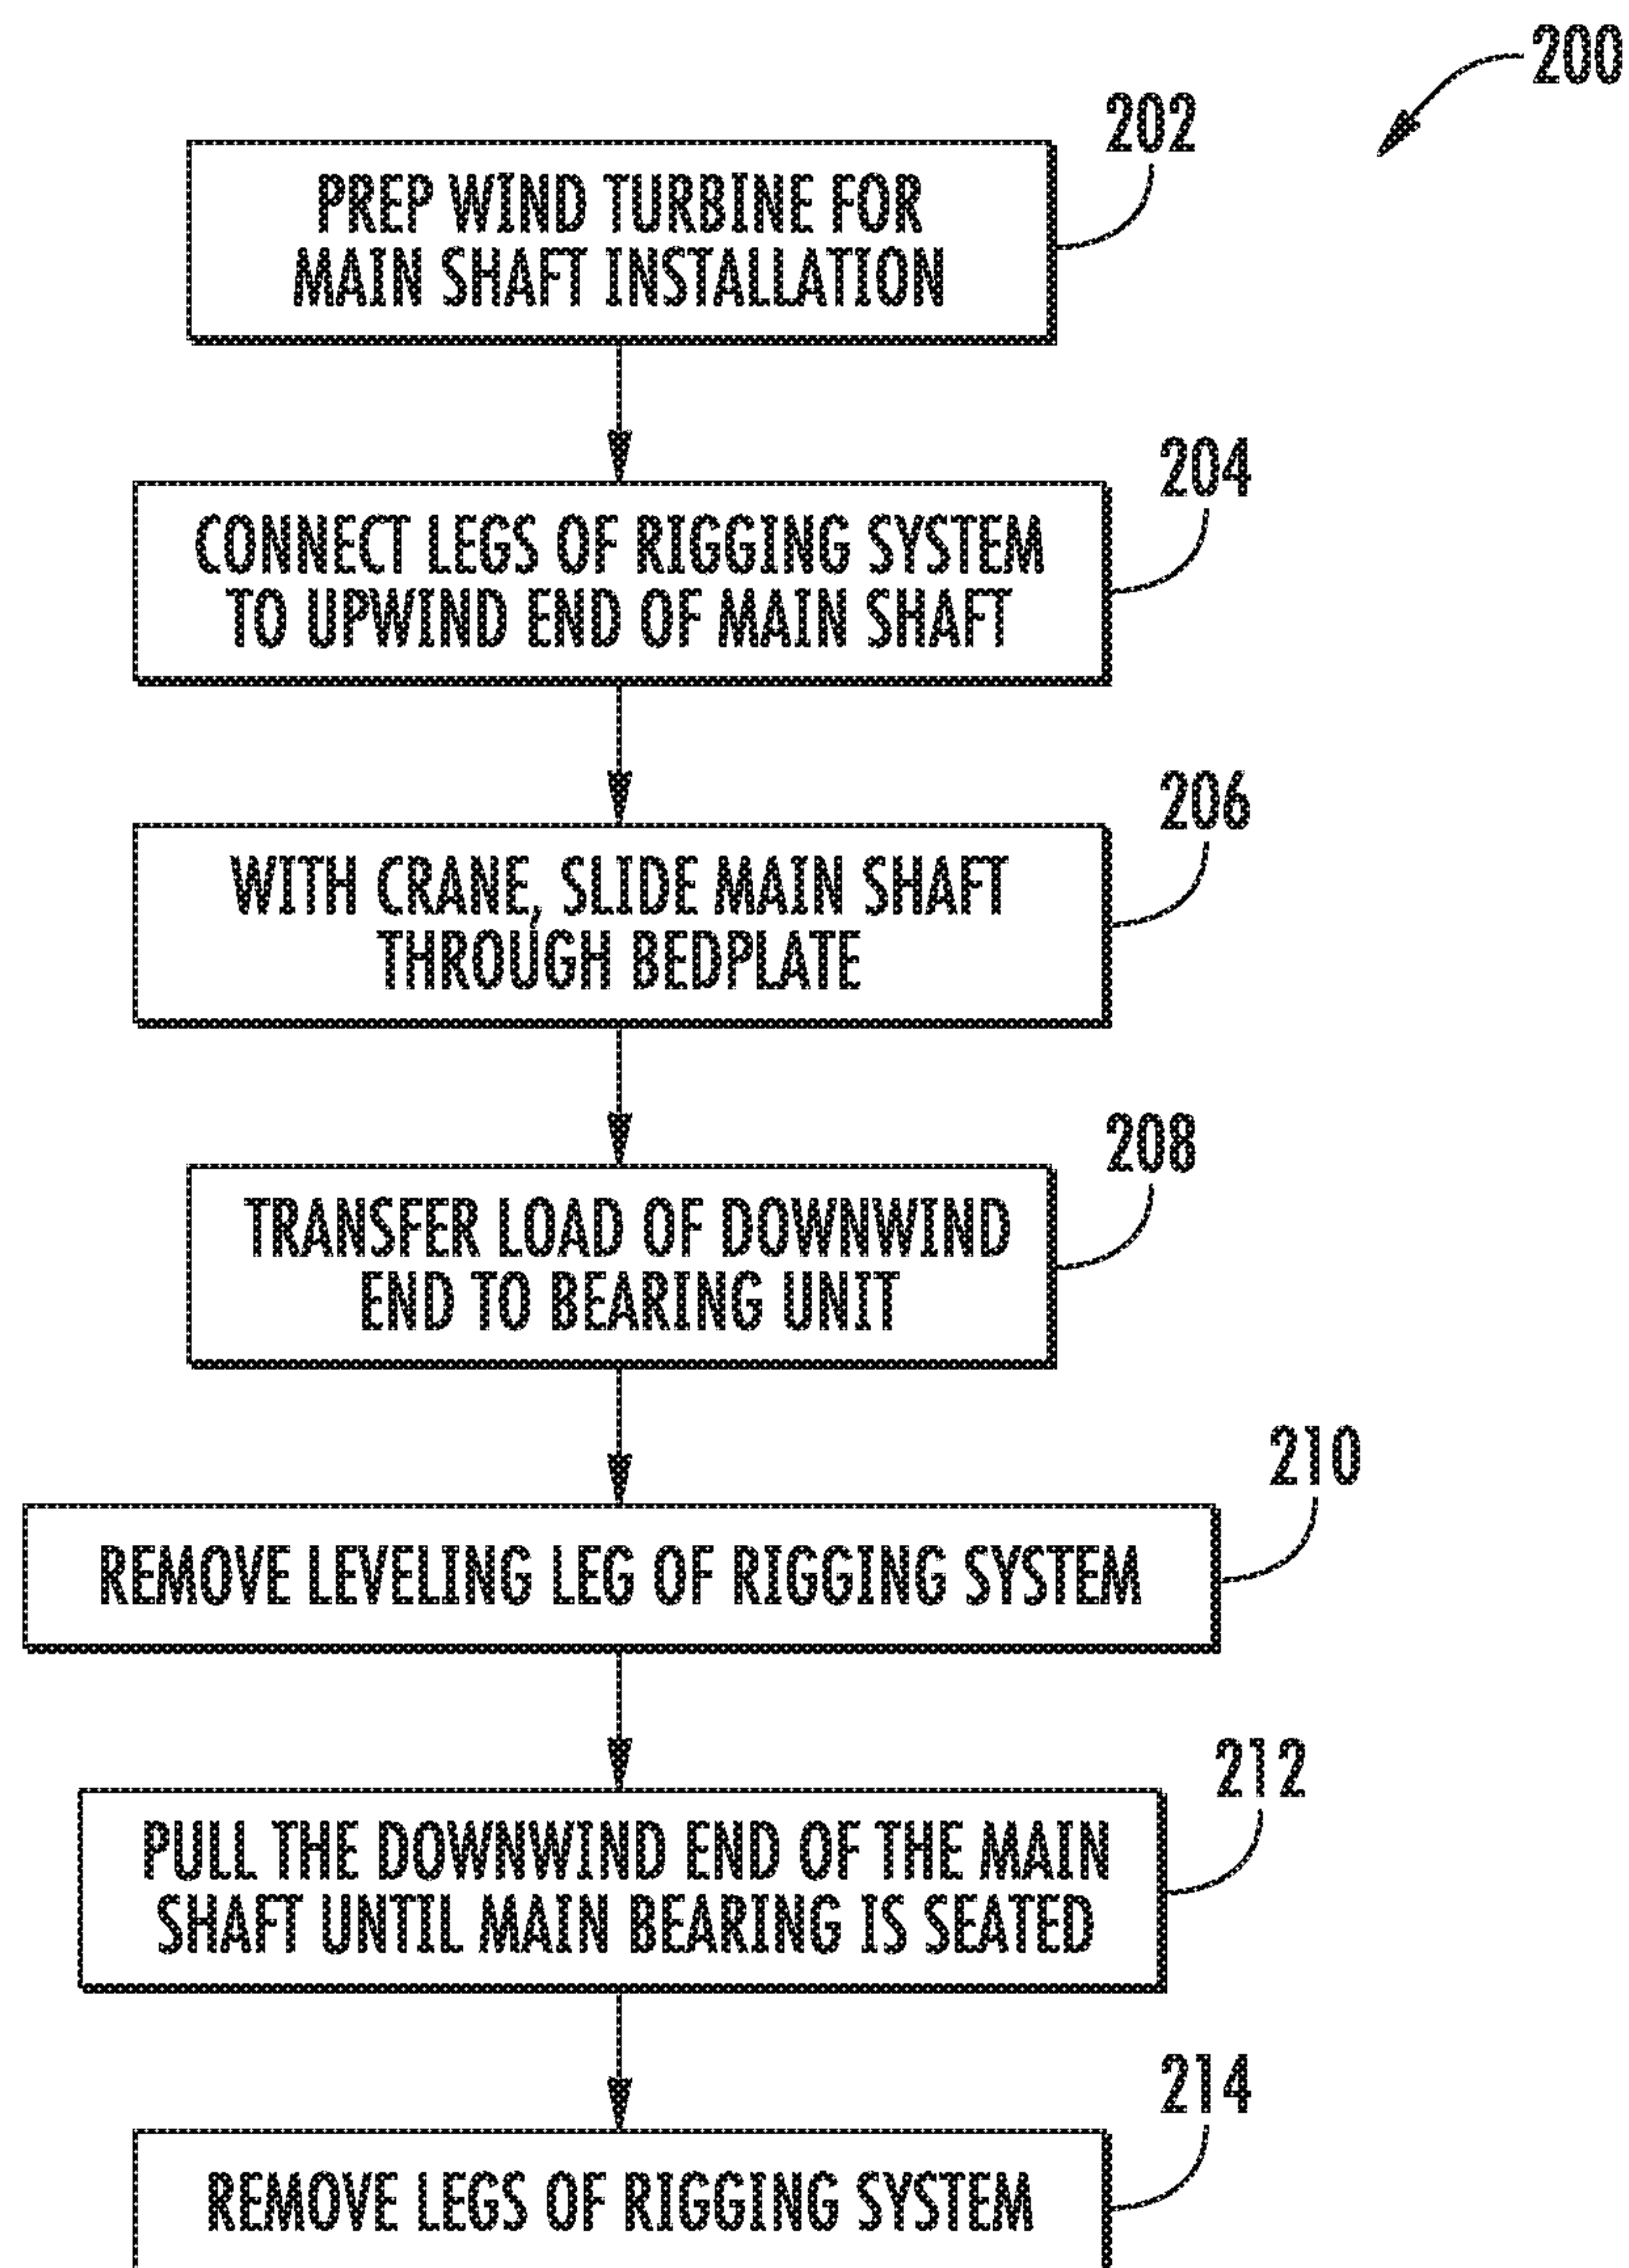 200
202
PREP WIND TURBINE FOR
MAIN SHAFT INSTALLATION
204
CONNECT LEGS OF RIGGING SYSTEM
TO UPWIND END OF MAIN SHAFT
206
WITH CRANE, SLIDE MAIN SHAFT
THROUGH BEDPLATE
208
TRANSFER LOAD OF DOWNWIND
END TO BEARING UNIT
210
REMOVE LEVELING LEG OF RIGGING SYSTEM
212
PULL THE DOWNWIND END OF THE MAIN
SHAFT UNTIL MAIN BEARING IS SEATED
214
REMOVE LEGS OF RIGGING SYSTEM